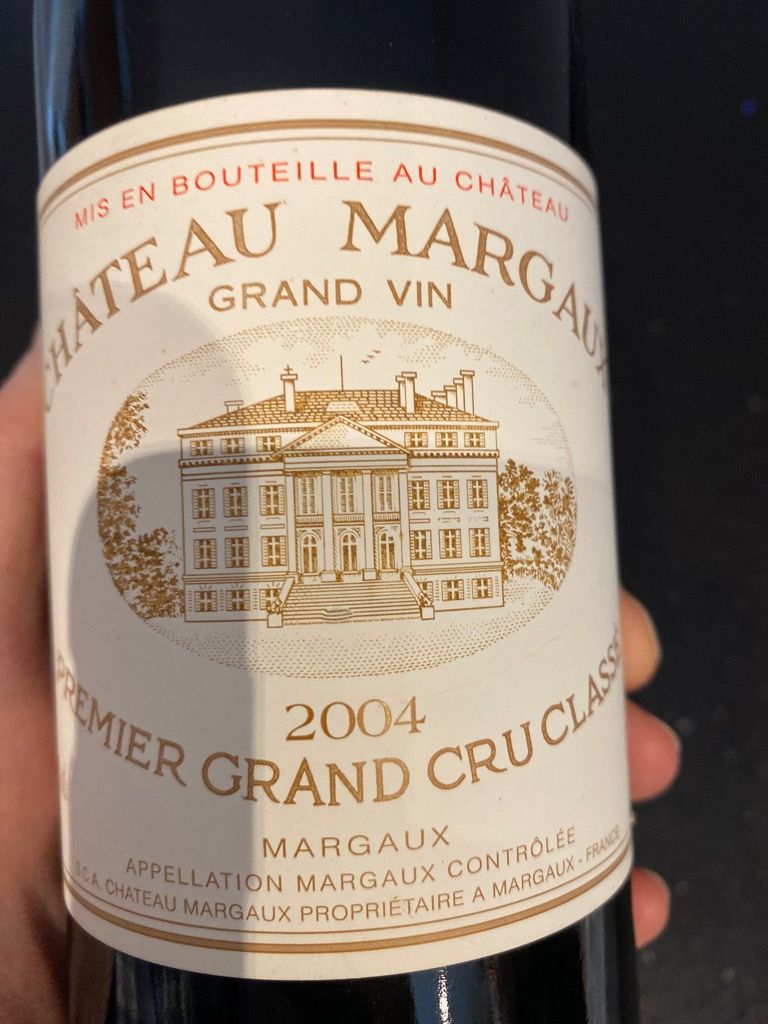 MIS EN BOUTEILLE AU CHÂTEAU
CHÂTEAU MARGAUX
GRAND VIN
2004
PREMIER GRAND CRU CLASSÉ
MARGAUX
APPELLATION MARGAUX CONTRÔLÉE
S.C.A. CHATEAU MARGAUX PROPRIÉTAIRE A MARGAUX - FRANCE